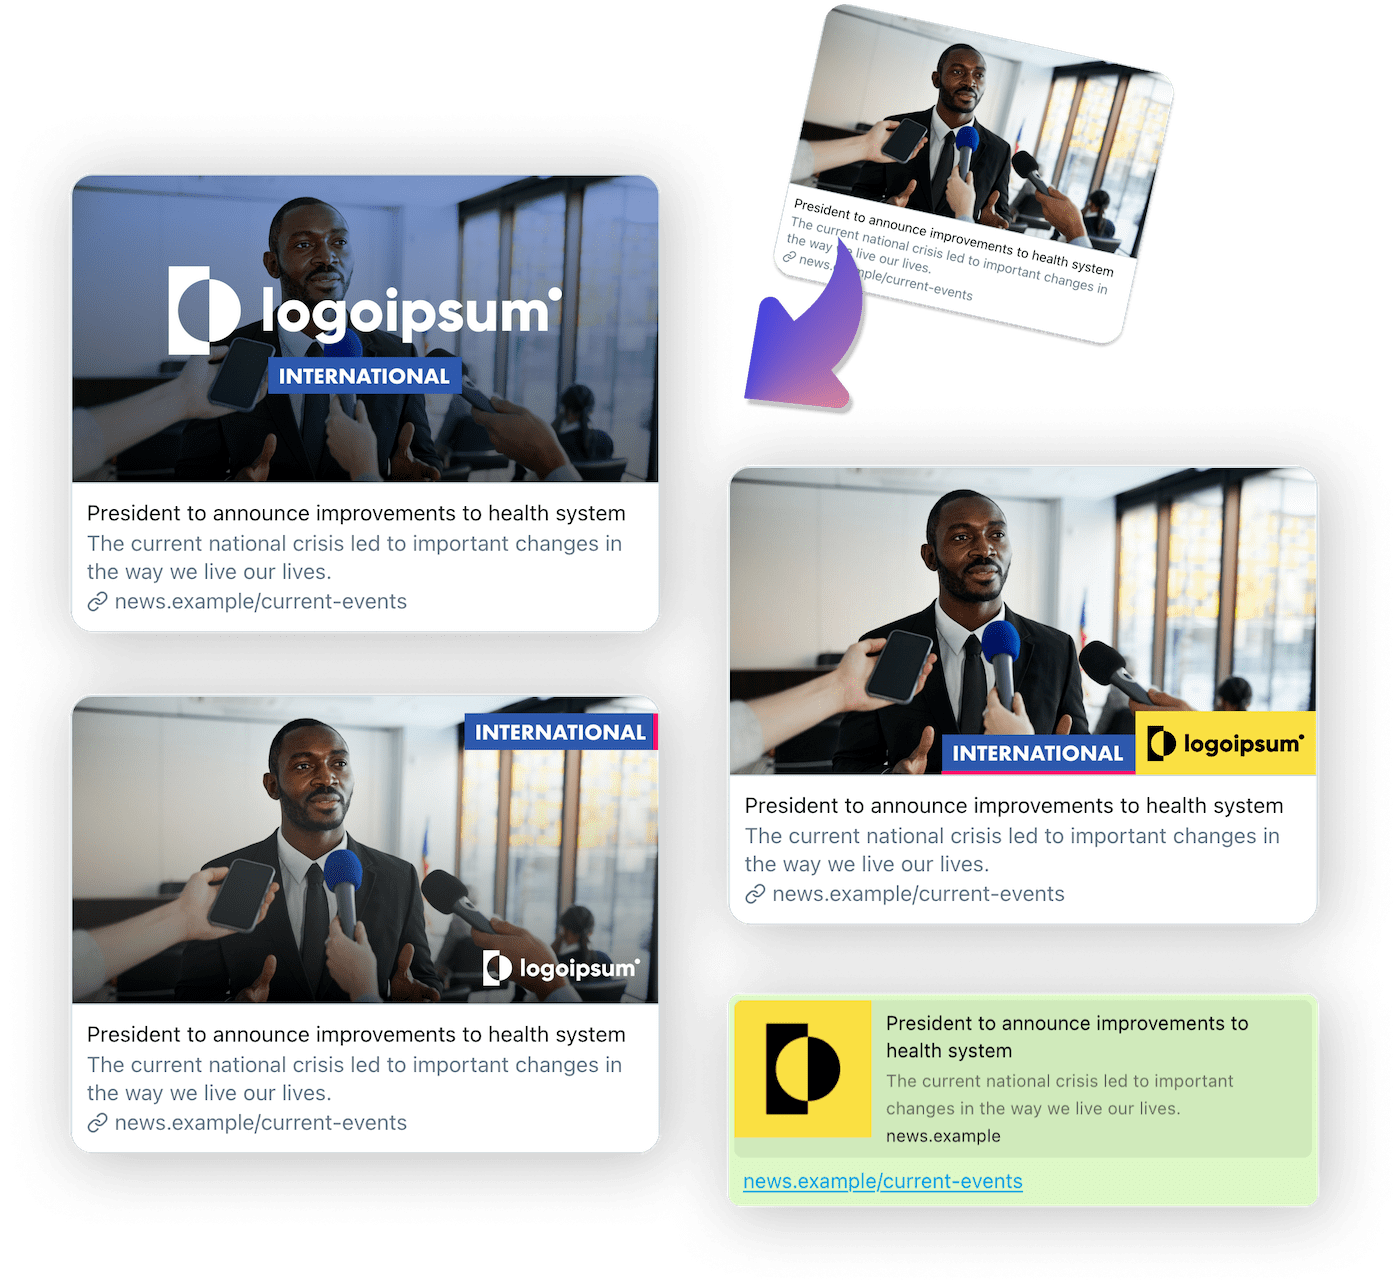 President to announce improvements to health system
The current national crisis led to important changes in
the way we live our lives.
news.example/current-events
logoipsum
INTERNATIONAL
President to announce improvements to health system
The current national crisis led to important changes in
the way we live our lives.
news.example/current-events
INTERNATIONAL
logoipsum
President to announce improvements to health system
The current national crisis led to important changes in
the way we live our lives.
news.example/current-events
INTERNATIONAL
logoipsum
President to announce improvements to health system
The current national crisis led to important changes in
the way we live our lives.
news.example/current-events
President to announce improvements to
health system
The current national crisis led to important
changes in the way we live our lives.
news.example
news.example/current-events